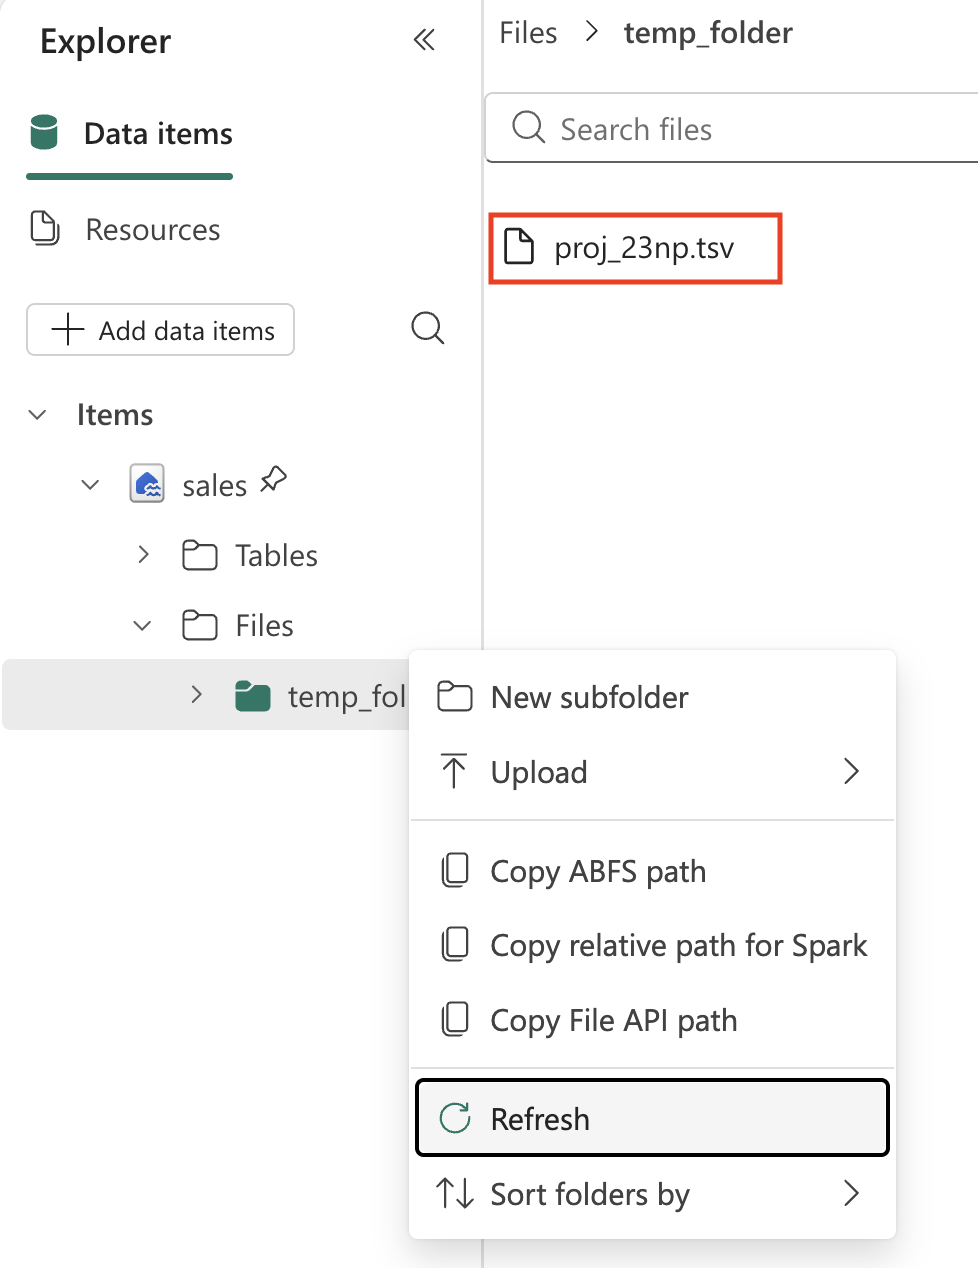 Explorer
Data items
Resources
Add data items
Items
sales
Tables
Files
temp_fol
Files > temp_folder
Search files
proj_23np.tsv
New subfolder
Upload
Copy ABFS path
Copy relative path for Spark
Copy File API path
Refresh
Sort folders by